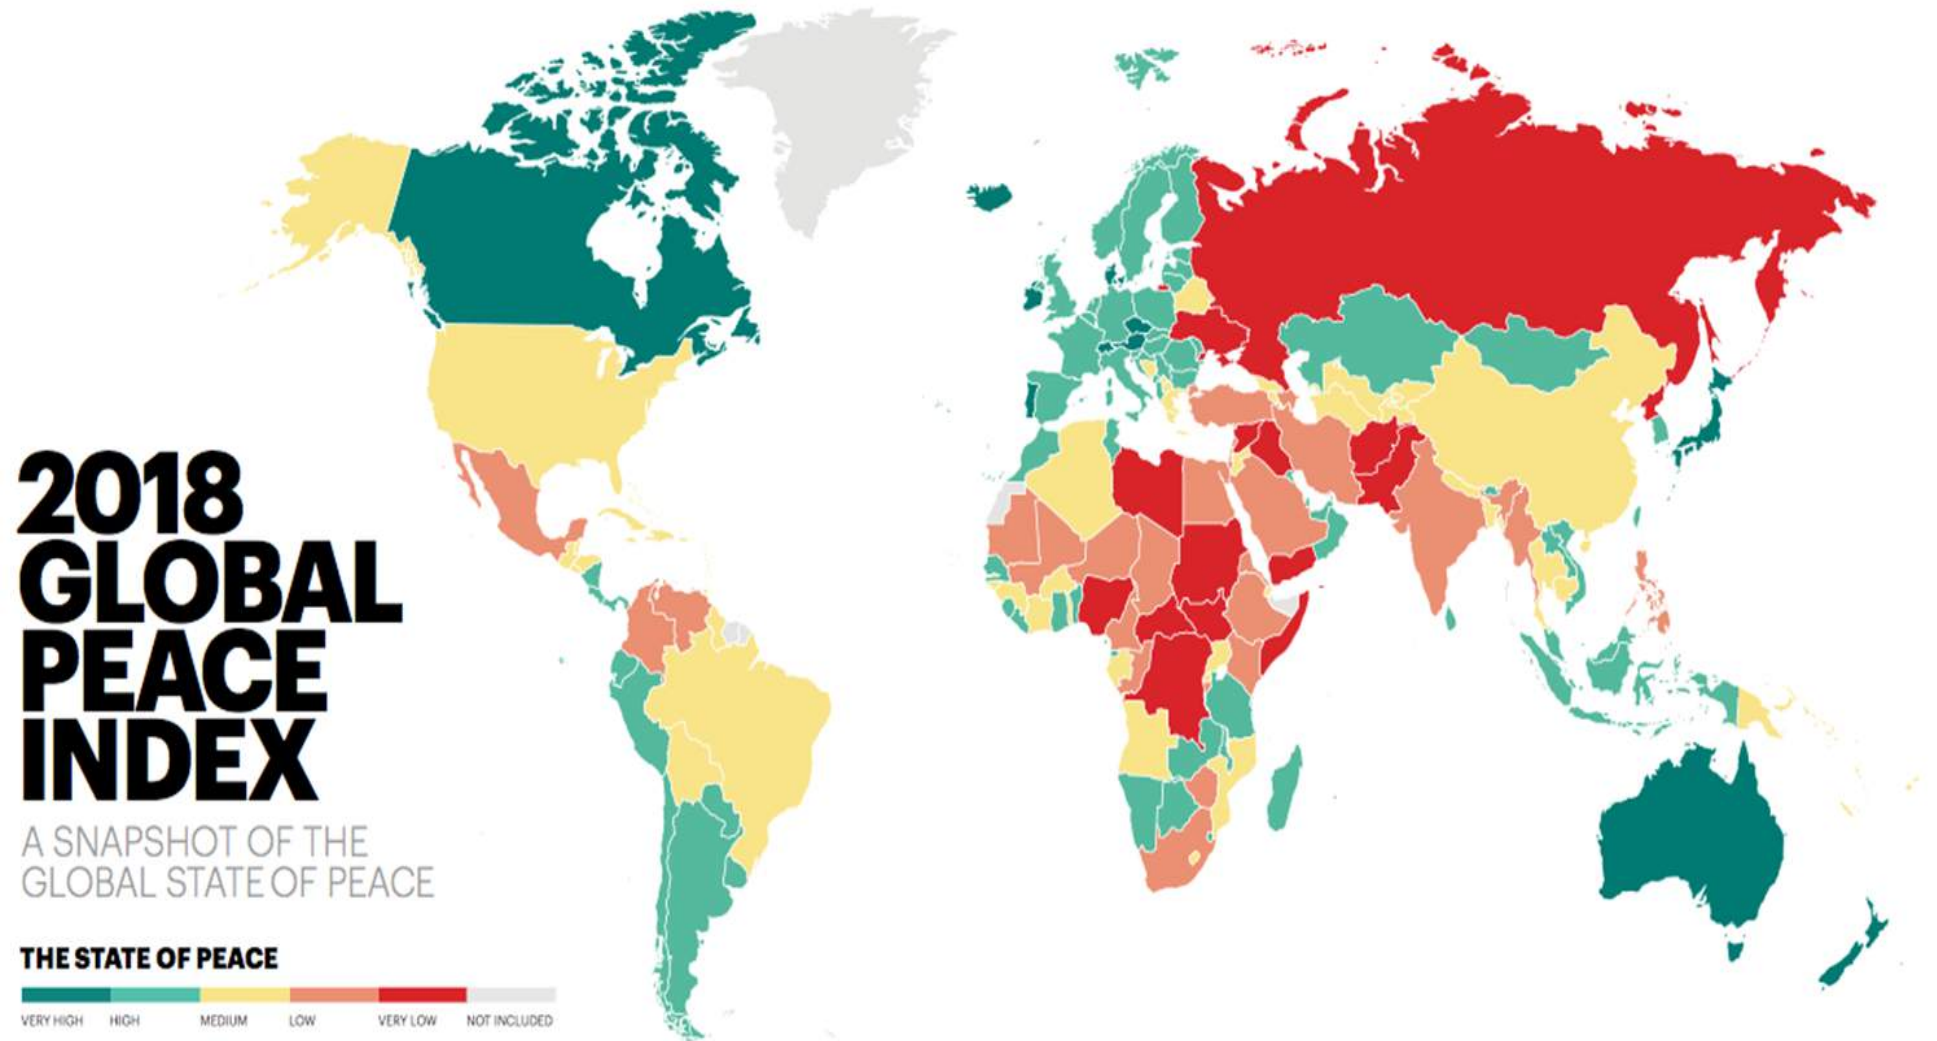 2018
GLOBAL
PEACE
INDEX
A SNAPSHOT OF THE
GLOBAL STATE OF PEACE
THE STATE OF PEACE
VERY HIGH HIGH MEDIUM LOW VERY LOW NOT INCLUDED